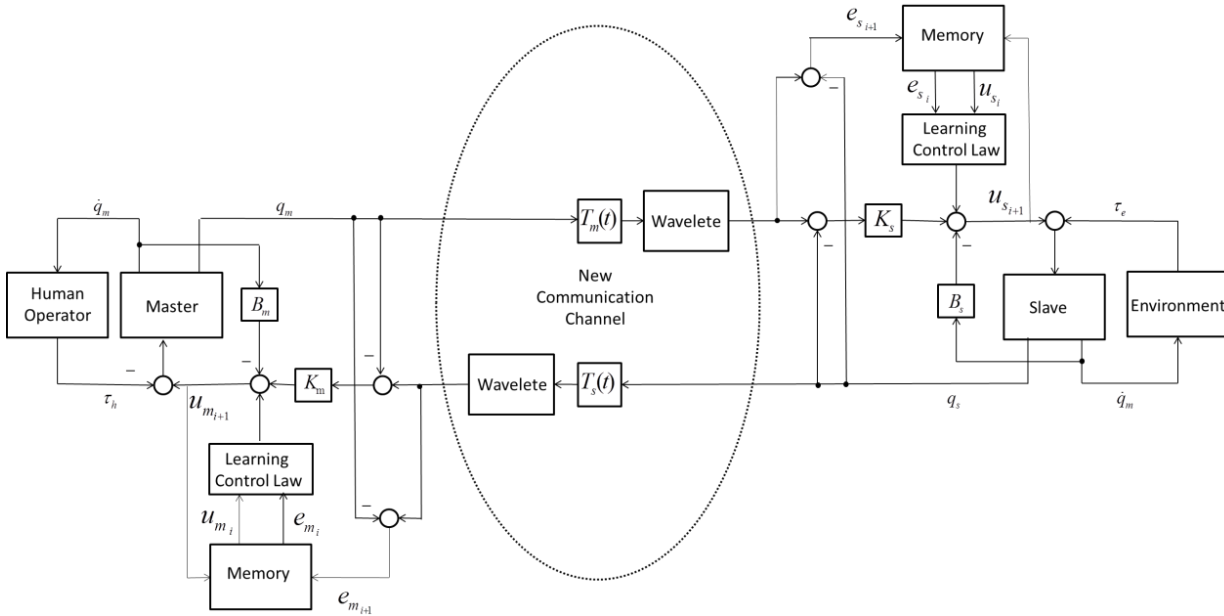 e_{s_{i+1}}
Memory
−
e_{s_i}
u_{s_i}
Learning
Control Law
q̇_m
q_m
T_m(t)
Wavelete
K_s
u_{s_{i+1}}
τ_e
−
−
Human
Operator
Master
B_m
New
Communication
Channel
B_s
Slave
Environment
−
−
−
K_m
Wavelete
T_s(t)
τ_h
u_{m_{i+1}}
q_s
q̇_m
Learning
Control Law
u_{m_i}
e_{m_i}
−
Memory
e_{m_{i+1}}